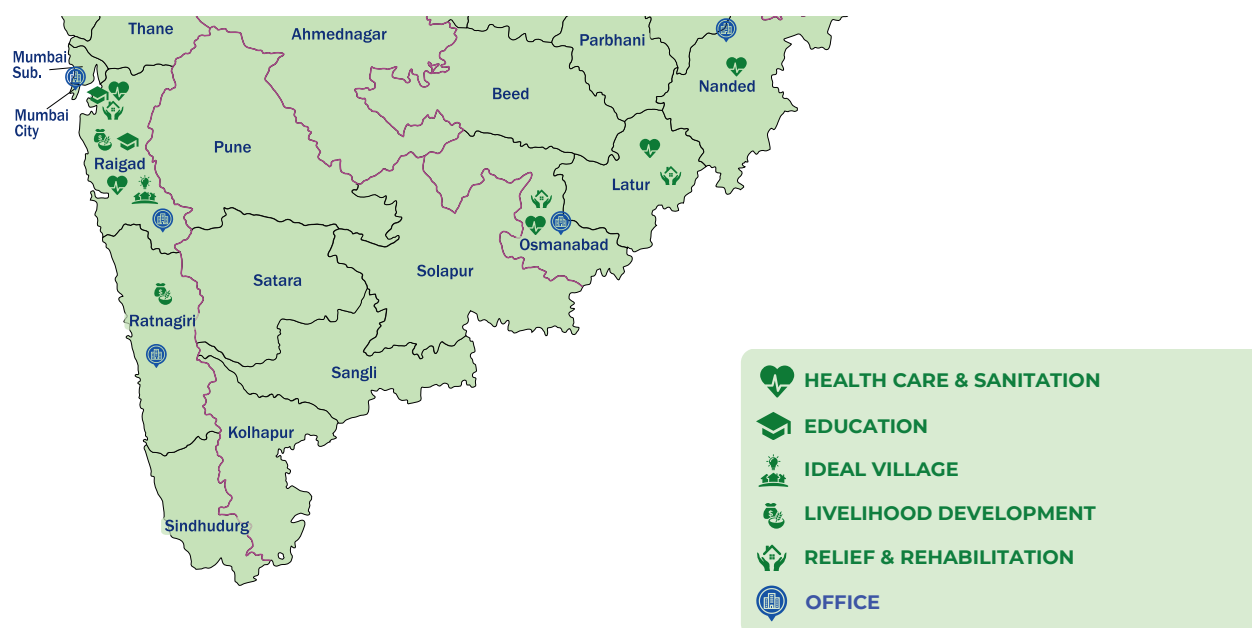 Thane
Ahmednagar
Parbhani
Mumbai
Sub.
Nanded
Beed
Mumbai
City
Pune
Raigad
Latur
Osmanabad
Solapur
Satara
Ratnagiri
Sangli
Kolhapur
Sindhudurg
HEALTH CARE & SANITATION
EDUCATION
IDEAL VILLAGE
LIVELIHOOD DEVELOPMENT
RELIEF & REHABILITATION
OFFICE